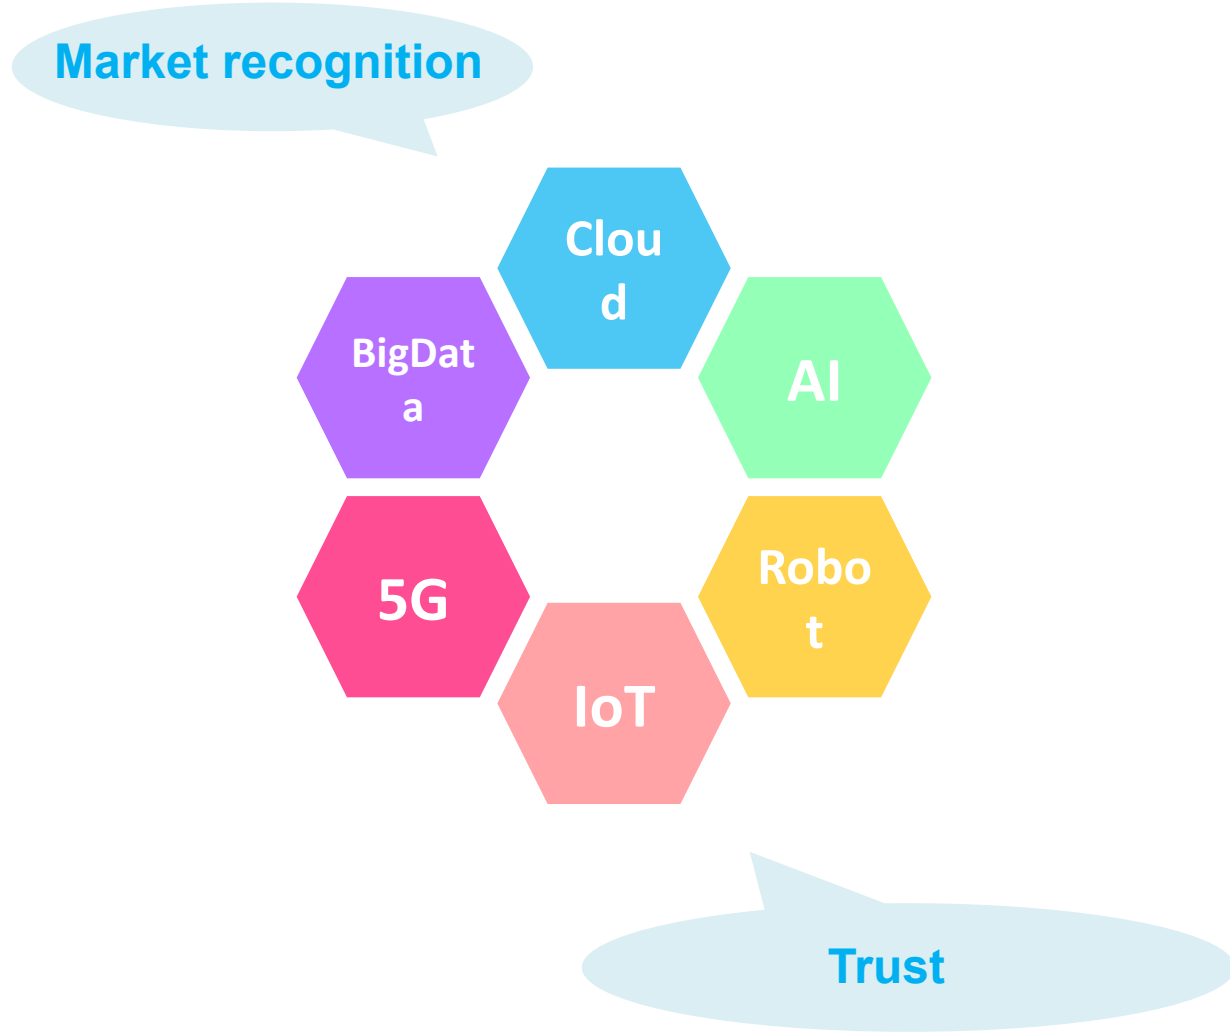 Market recognition
Clou
d
BigDat
a
AI
5G
Robo
t
IoT
Trust